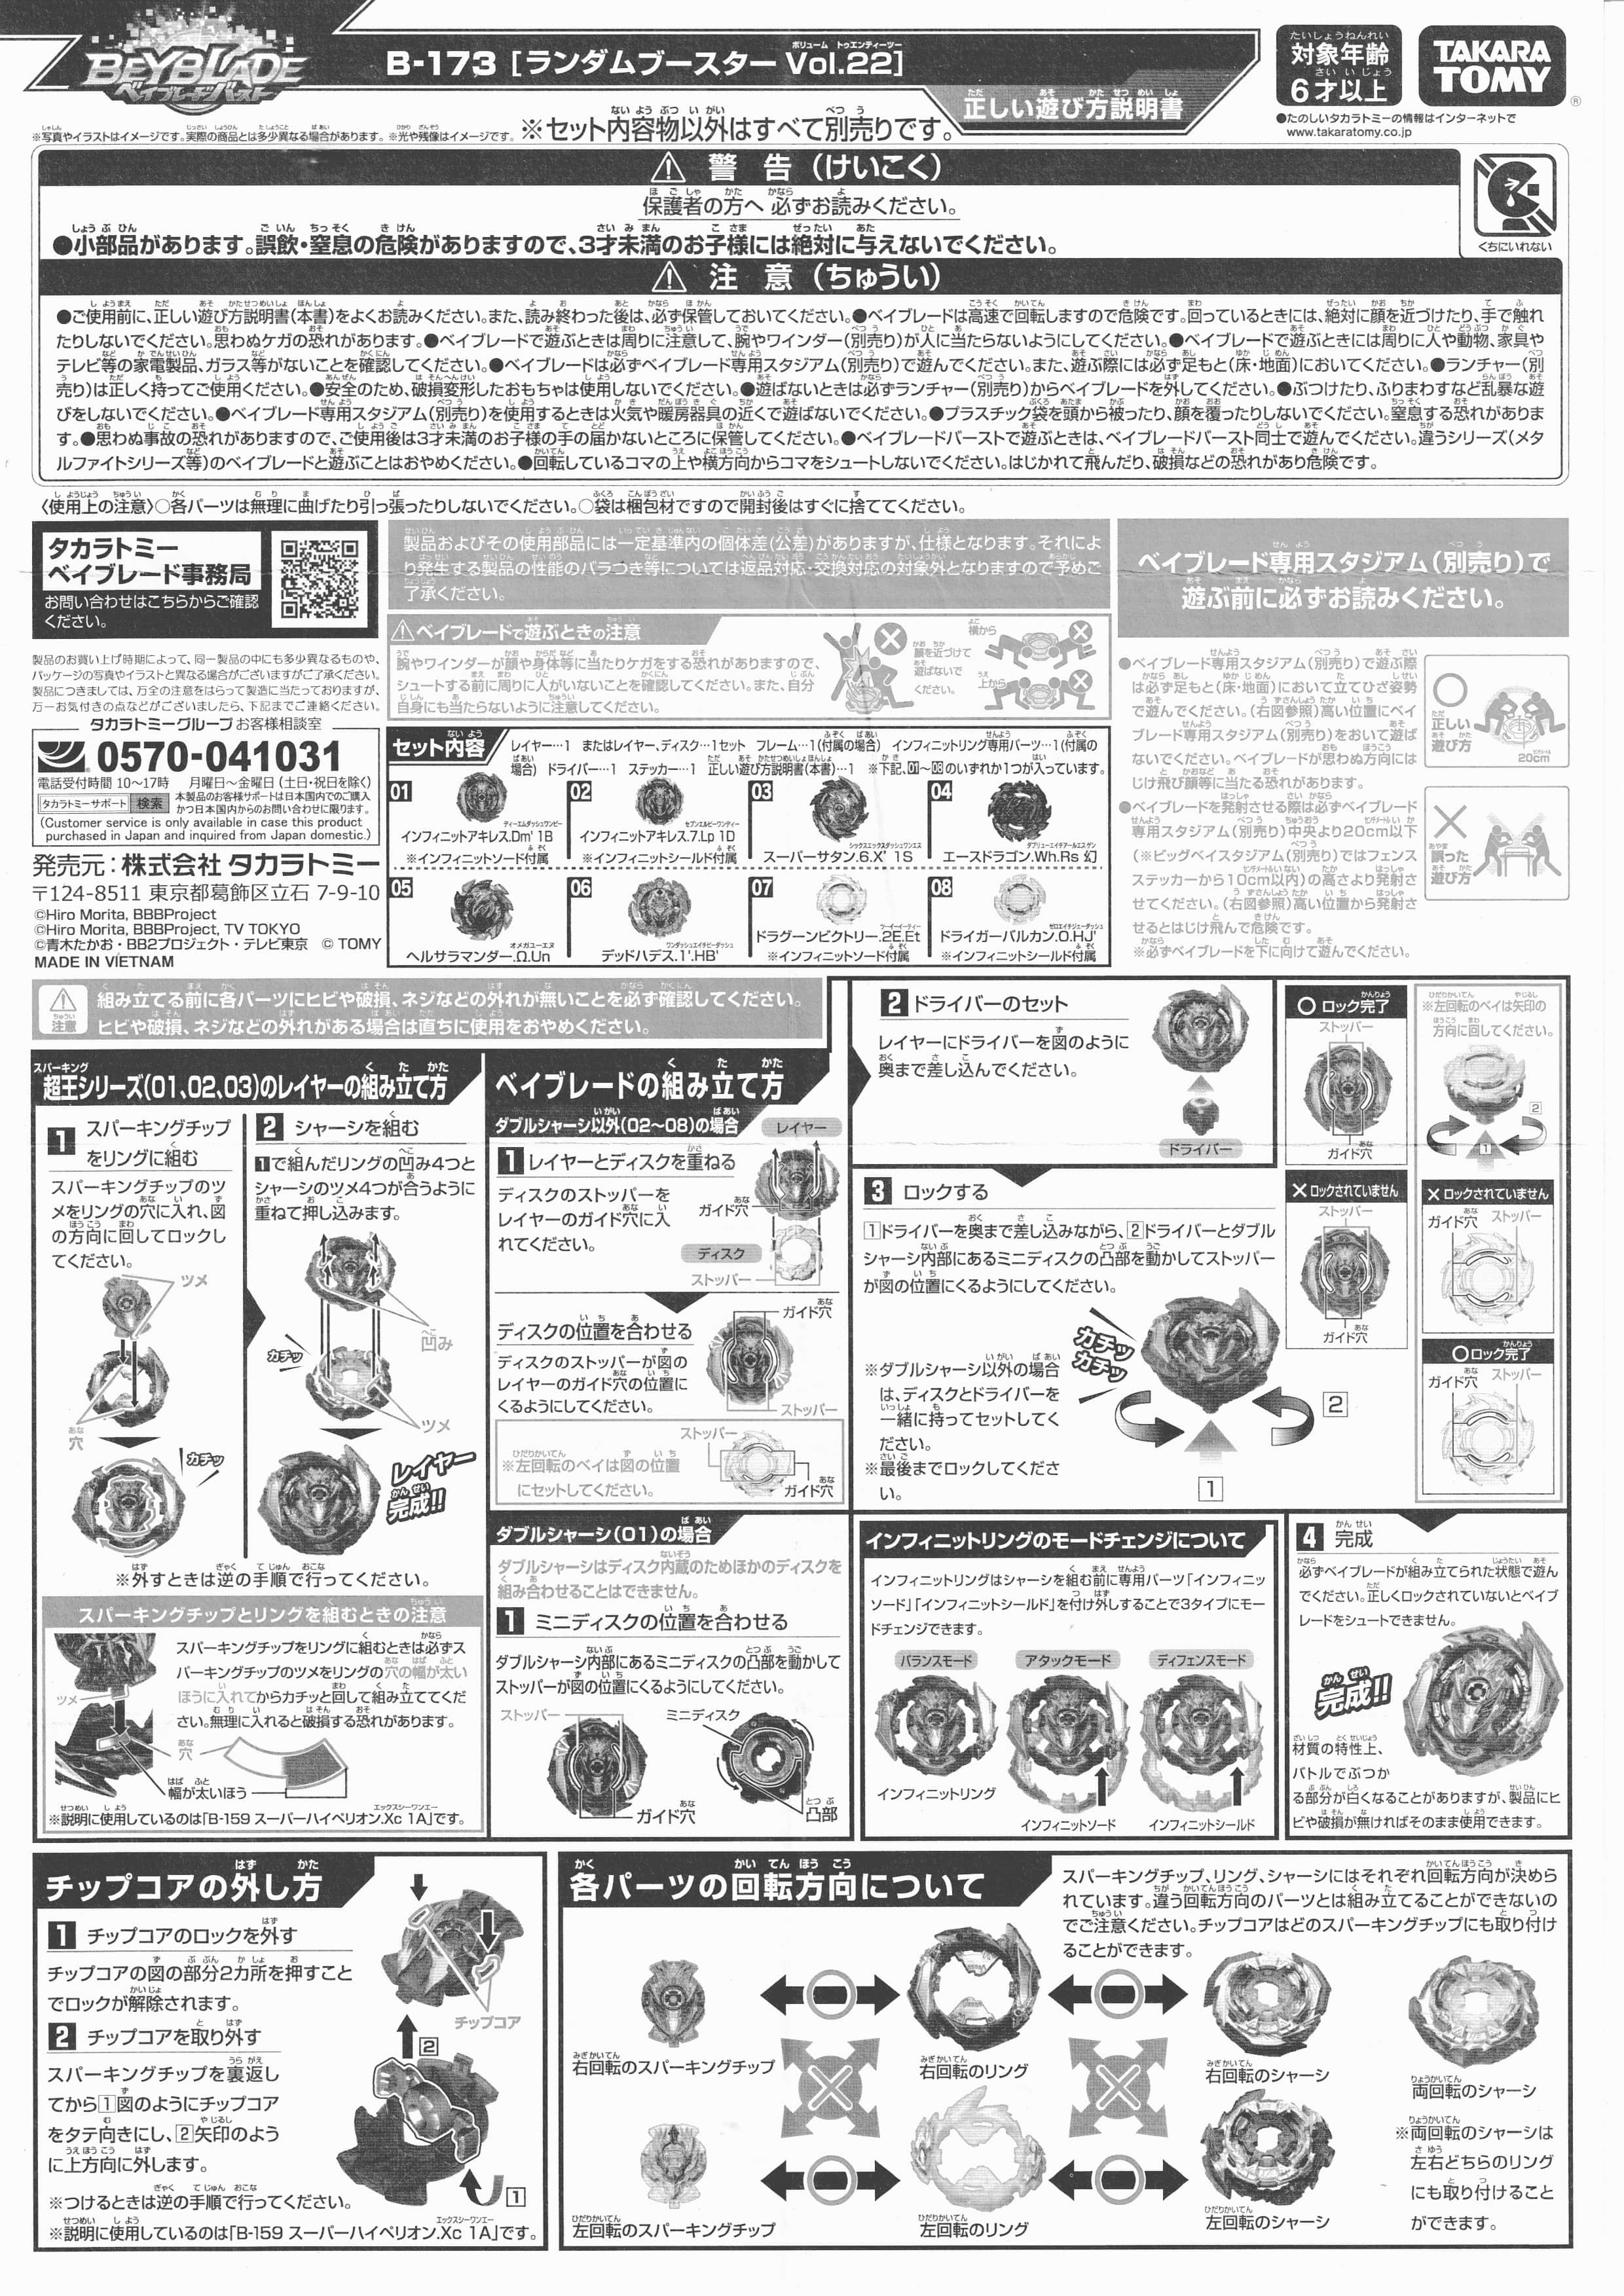 BEYBLADE
ベイブレードバースト
B-173 [ランダムブースター Vol.22]
正しい遊び方説明書
対象年齢
6才以上
TAKARA TOMY
●たのしいタカラトミーの情報はインターネットで
www.takaratomy.co.jp
※写真やイラストはイメージです。実際の商品とは多少異なる場合があります。※光や残像はイメージです。
※セット内容物以外はすべて別売りです。
⚠ 警 告 (けいこく)
保護者の方へ 必ずお読みください。
●小部品があります。誤飲・窒息の危険がありますので、3才未満のお子様には絶対に与えないでください。
くちにいれない
⚠ 注 意 (ちゅうい)
●ご使用前に、正しい遊び方説明書(本書)をよくお読みください。また、読み終わった後は、必ず保管しておいてください。●ベイブレードは高速で回転しますので危険です。回っているときには、絶対に顔を近づけたり、手で触れ
たりしないでください。思わぬケガの恐れがあります。●ベイブレードで遊ぶときは周りに注意して、腕やワインダー(別売り)が人に当たらないようにしてください。●ベイブレードで遊ぶときには周りに人や動物、家具や
テレビ等の家電製品、ガラス等がないことを確認してください。●ベイブレードは必ずベイブレード専用スタジアム(別売り)で遊んでください。また、遊ぶ際には必ず足もと(床・地面)においてください。●ランチャー(別
売り)は正しく持ってご使用ください。●安全のため、破損変形したおもちゃは使用しないでください。●遊ばないときは必ずランチャー(別売り)からベイブレードを外してください。●ぶつけたり、ふりまわすなど乱暴な遊
びをしないでください。●ベイブレード専用スタジアム(別売り)を使用するときは火気や暖房器具の近くで遊ばないでください。●プラスチック袋を頭から被ったり、顔を覆ったりしないでください。窒息する恐れがありま
す。●思わぬ事故の恐れがありますので、ご使用後は3才未満のお子様の手の届かないところに保管してください。●ベイブレードバーストで遊ぶときは、ベイブレードバースト同士で遊んでください。違うシリーズ(メタ
ルファイトシリーズ等)のベイブレードと遊ぶことはおやめください。●回転しているコマの上や横方向からコマをシュートしないでください。はじかれて飛んだり、破損などの恐れがあり危険です。
〈使用上の注意〉○各パーツは無理に曲げたり引っ張ったりしないでください。○袋は梱包材ですので開封後はすぐに捨ててください。
タカラトミー
ベイブレード事務局
お問い合わせはこちらからご確認
ください。
製品のお買い上げ時期によって、同一製品の中にも多少異なるものや、
パッケージの写真やイラストと異なる場合がございますがご了承ください。
製品につきましては、万全の注意をはらって製造に当たっておりますが、
万一お気付きの点などがございましたら、下記までご連絡ください。
タカラトミーグループお客様相談室
0570-041031
電話受付時間 10〜17時 月曜日〜金曜日(土日・祝日を除く)
タカラトミーサポート 検索
本製品のお客様サポートは日本国内でのご購入
かつ日本国内からのお問い合わせに限ります。
(Customer service is only available in case this product
purchased in Japan and inquired from Japan domestic.)
発売元:株式会社 タカラトミー
〒124-8511 東京都葛飾区立石 7-9-10
©Hiro Morita, BBBProject
©Hiro Morita, BBBProject, TV TOKYO
©青木たかお・BB2プロジェクト・テレビ東京 © TOMY
MADE IN VIETNAM
製品およびその使用部品には一定基準内の個体差(公差)がありますが、仕様となります。それによ
り発生する製品の性能のバラつき等については返品対応・交換対応の対象外となりますので予めご
了承ください。
⚠ベイブレードで遊ぶときの注意
腕やワインダーが顔や身体等に当たりケガをする恐れがありますので、
シュートする前に周りに人がいないことを確認してください。また、自分
自身にも当たらないように注意してください。
顔を近づけて
遊ばないで
ください。
横から
上から
セット内容
レイヤー…1 またはレイヤー、ディスク…1セット フレーム…1(付属の場合) インフィニットリング専用パーツ…1(付属の
場合) ドライバー…1 ステッカー…1 正しい遊び方説明書(本書)…1 ※下記、01〜08のいずれか1つが入っています。
01
インフィニットアキレス.Dm' 1B
※インフィニットソード付属
02
インフィニットアキレス.7.Lp 1D
※インフィニットシールド付属
03
スーパーサタン.6.X' 1S
04
エースドラゴン.Wh.Rs 幻
05
ヘルサラマンダー.Ω.Un
06
デッドハデス.1'.HB'
07
ドラグーンビクトリー.2E.Et
※インフィニットソード付属
08
ドライガーバルカン.0.HJ'
※インフィニットシールド付属
ベイブレード専用スタジアム(別売り)で
遊ぶ前に必ずお読みください。
●ベイブレード専用スタジアム(別売り)で遊ぶ際
は必ず足もと(床・地面)において立てひざ姿勢
で遊んでください。(右図参照)高い位置にベイ
ブレード専用スタジアム(別売り)をおいて遊ば
ないでください。ベイブレードが思わぬ方向には
じけ飛び顔等に当たる恐れがあります。
●ベイブレードを発射させる際は必ずベイブレード
専用スタジアム(別売り)中央より20cm以下
(※ビッグベイスタジアム(別売り)ではフェンス
ステッカーから10cm以内)の高さより発射さ
せてください。(右図参照)高い位置から発射さ
せるとはじけ飛んで危険です。
※必ずベイブレードを下に向けて遊んでください。
正しい
遊び方
20cm
誤った
遊び方
⚠
注意
組み立てる前に各パーツにヒビや破損、ネジなどの外れが無いことを必ず確認してください。
ヒビや破損、ネジなどの外れがある場合は直ちに使用をおやめください。
超王シリーズ(01,02,03)のレイヤーの組み立て方
1 スパーキングチップ
をリングに組む
スパーキングチップのツ
メをリングの穴に入れ、図
の方向に回してロックし
てください。
ツメ
穴
カチッ
2 シャーシを組む
1で組んだリングの凹み4つと
シャーシのツメ4つが合うように
重ねて押し込みます。
凹み
カチッ
ツメ
レイヤー
完成!!
※外すときは逆の手順で行ってください。
スパーキングチップとリングを組むときの注意
スパーキングチップをリングに組むときは必ずス
パーキングチップのツメをリングの穴の幅が太い
ほうに入れてからカチッと回して組み立ててくだ
さい。無理に入れると破損する恐れがあります。
ツメ
穴
幅が太いほう
※説明に使用しているのは「B-159 スーパーハイペリオン.Xc 1A」です。
ベイブレードの組み立て方
ダブルシャーシ以外(02〜08)の場合
1 レイヤーとディスクを重ねる
ディスクのストッパーを
レイヤーのガイド穴に入
れてください。
レイヤー
ガイド穴
ディスク
ストッパー
ディスクの位置を合わせる
ディスクのストッパーが図の
レイヤーのガイド穴の位置に
くるようにしてください。
ガイド穴
ストッパー
※左回転のベイは図の位置
にセットしてください。
ストッパー
ガイド穴
ダブルシャーシ(01)の場合
ダブルシャーシはディスク内蔵のためほかのディスクを
組み合わせることはできません。
1 ミニディスクの位置を合わせる
ダブルシャーシ内部にあるミニディスクの凸部を動かして
ストッパーが図の位置にくるようにしてください。
ストッパー
ミニディスク
ガイド穴
凸部
2 ドライバーのセット
レイヤーにドライバーを図のように
奥まで差し込んでください。
ドライバー
3 ロックする
1ドライバーを奥まで差し込みながら、2ドライバーとダブル
シャーシ内部にあるミニディスクの凸部を動かしてストッパー
が図の位置にくるようにしてください。
カチッ
カチッ
※ダブルシャーシ以外の場合
は、ディスクとドライバーを
一緒に持ってセットしてく
ださい。
※最後までロックしてくださ
い。
2
1
○ロック完了
ストッパー
ガイド穴
×ロックされていません
ストッパー
ガイド穴
※左回転のベイは矢印の
方向に回してください。
2
1
×ロックされていません
ガイド穴 ストッパー
○ロック完了
ガイド穴 ストッパー
インフィニットリングのモードチェンジについて
インフィニットリングはシャーシを組む前に専用パーツ「インフィニッ
ソード」「インフィニットシールド」を付け外しすることで3タイプにモー
ドチェンジできます。
バランスモード
アタックモード
ディフェンスモード
インフィニットリング
インフィニットソード
インフィニットシールド
4 完成
必ずベイブレードが組み立てられた状態で遊ん
でください。正しくロックされていないとベイブ
レードをシュートできません。
完成!!
材質の特性上、
バトルでぶつか
る部分が白くなることがありますが、製品にヒ
ビや破損が無ければそのまま使用できます。
チップコアの外し方
1 チップコアのロックを外す
チップコアの図の部分2カ所を押すこと
でロックが解除されます。
チップコア
2 チップコアを取り外す
スパーキングチップを裏返し
てから1図のようにチップコア
をタテ向きにし、2矢印のよう
に上方向に外します。
2
1
※つけるときは逆の手順で行ってください。
※説明に使用しているのは「B-159 スーパーハイペリオン.Xc 1A」です。
各パーツの回転方向について
スパーキングチップ、リング、シャーシにはそれぞれ回転方向が決めら
れています。違う回転方向のパーツとは組み立てることができないの
でご注意ください。チップコアはどのスパーキングチップにも取り付け
ることができます。
右回転のスパーキングチップ
右回転のリング
右回転のシャーシ
両回転のシャーシ
左回転のスパーキングチップ
左回転のリング
左回転のシャーシ
※両回転のシャーシは
左右どちらのリング
にも取り付けること
ができます。